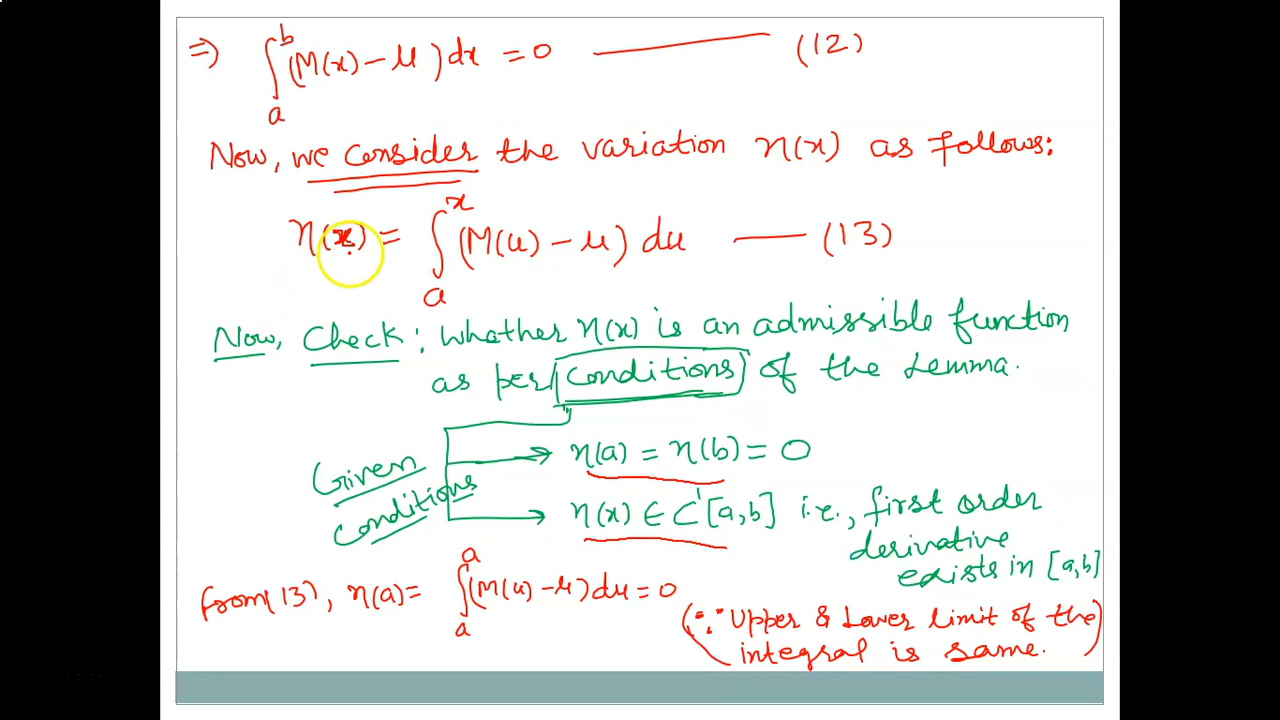 ⇒ ∫_a^b (M(x) − μ) dx = 0 ——— (12)
Now, we consider the variation η(x) as follows:
η(x) = ∫_a^x (M(u) − μ) du —— (13)
Now, Check: Whather η(x) is an admissible function
as per conditions of the Lemma.
Given
conditions
η(a) = η(b) = 0
η(x) ∈ C¹[a,b] i.e., first order
derivative
exists in [a,b]
from(13), η(a) = ∫_a^a (M(u) − μ) du = 0
(∵ Upper & Lower limit of the
integral is same.)